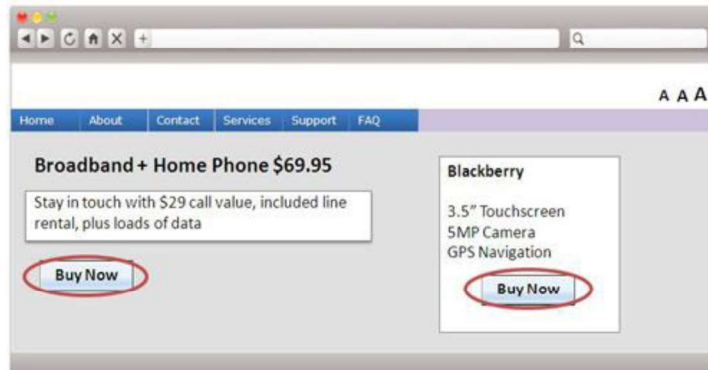 A A A
Home About Contact Services Support FAQ
Broadband + Home Phone $69.95
Stay in touch with $29 call value, included line
rental, plus loads of data
Buy Now
Blackberry
3.5” Touchscreen
5MP Camera
GPS Navigation
Buy Now